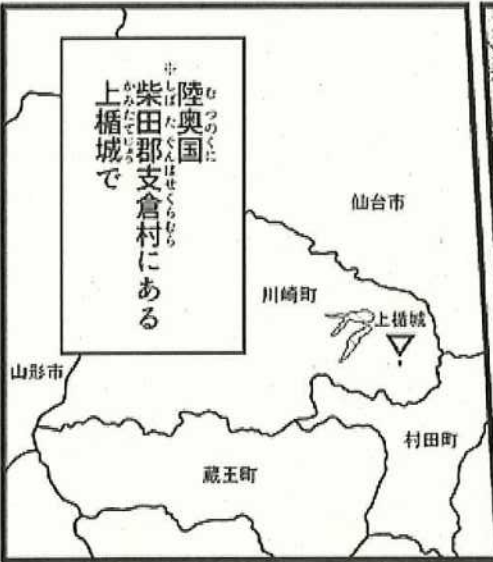 陸奥国
※柴田郡支倉村にある
上楯城で
仙台市
川崎町
上楯城
山形市
村田町
蔵王町